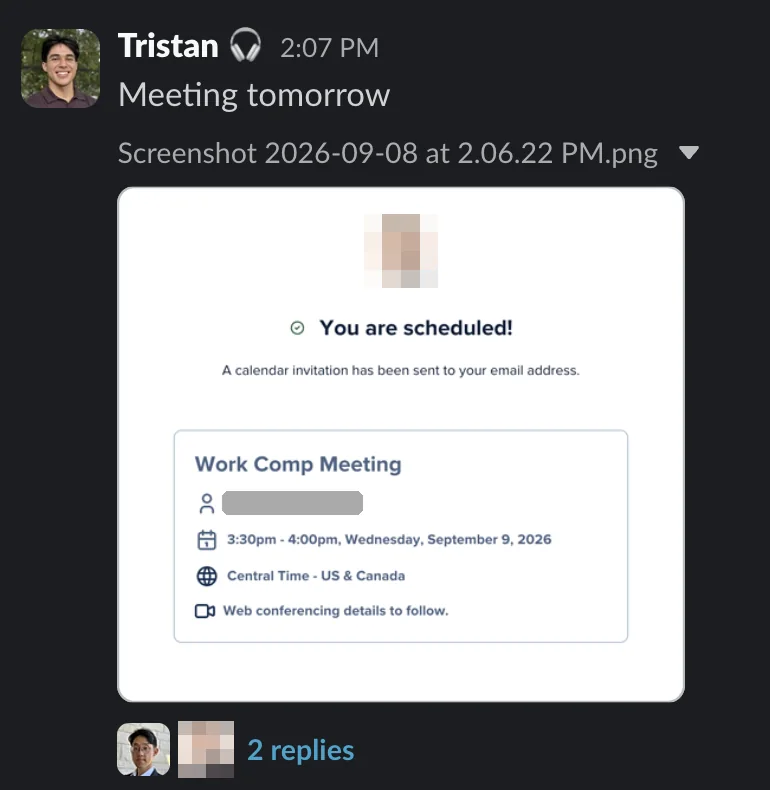 Tristan 2:07 PM
Meeting tomorrow
Screenshot 2026-09-08 at 2.06.22 PM.png
You are scheduled!
A calendar invitation has been sent to your email address.
Work Comp Meeting
3:30pm - 4:00pm, Wednesday, September 9, 2026
Central Time - US & Canada
Web conferencing details to follow.
2 replies